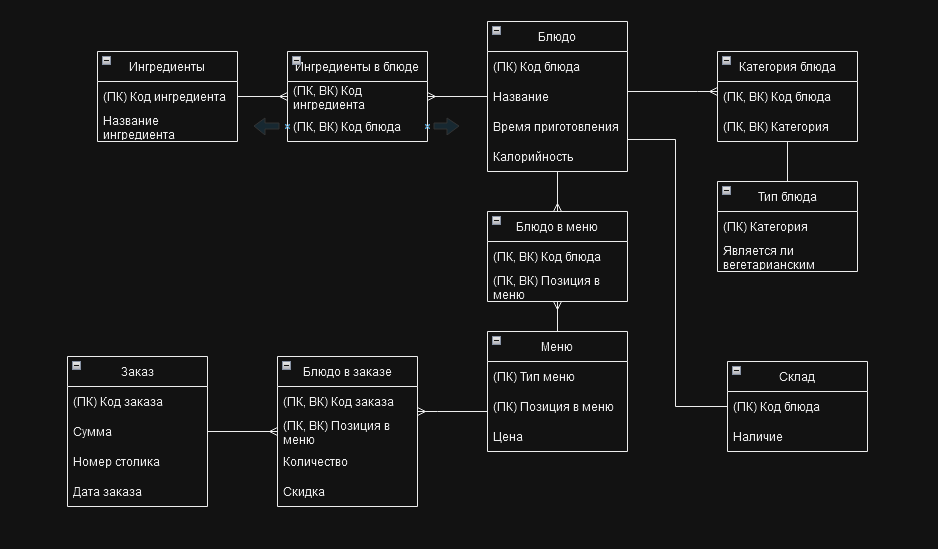 Ингредиенты
(ПК) Код ингредиента
Название
ингредиента
Ингредиенты в блюде
(ПК, ВК) Код
ингредиента
(ПК, ВК) Код блюда
Блюдо
(ПК) Код блюда
Название
Время приготовления
Калорийность
Категория блюда
(ПК, ВК) Код блюда
(ПК, ВК) Категория
Тип блюда
(ПК) Категория
Является ли
вегетарианским
Блюдо в меню
(ПК, ВК) Код блюда
(ПК, ВК) Позиция в
меню
Заказ
(ПК) Код заказа
Сумма
Номер столика
Дата заказа
Блюдо в заказе
(ПК, ВК) Код заказа
(ПК, ВК) Позиция в
меню
Количество
Скидка
Меню
(ПК) Тип меню
(ПК) Позиция в меню
Цена
Склад
(ПК) Код блюда
Наличие